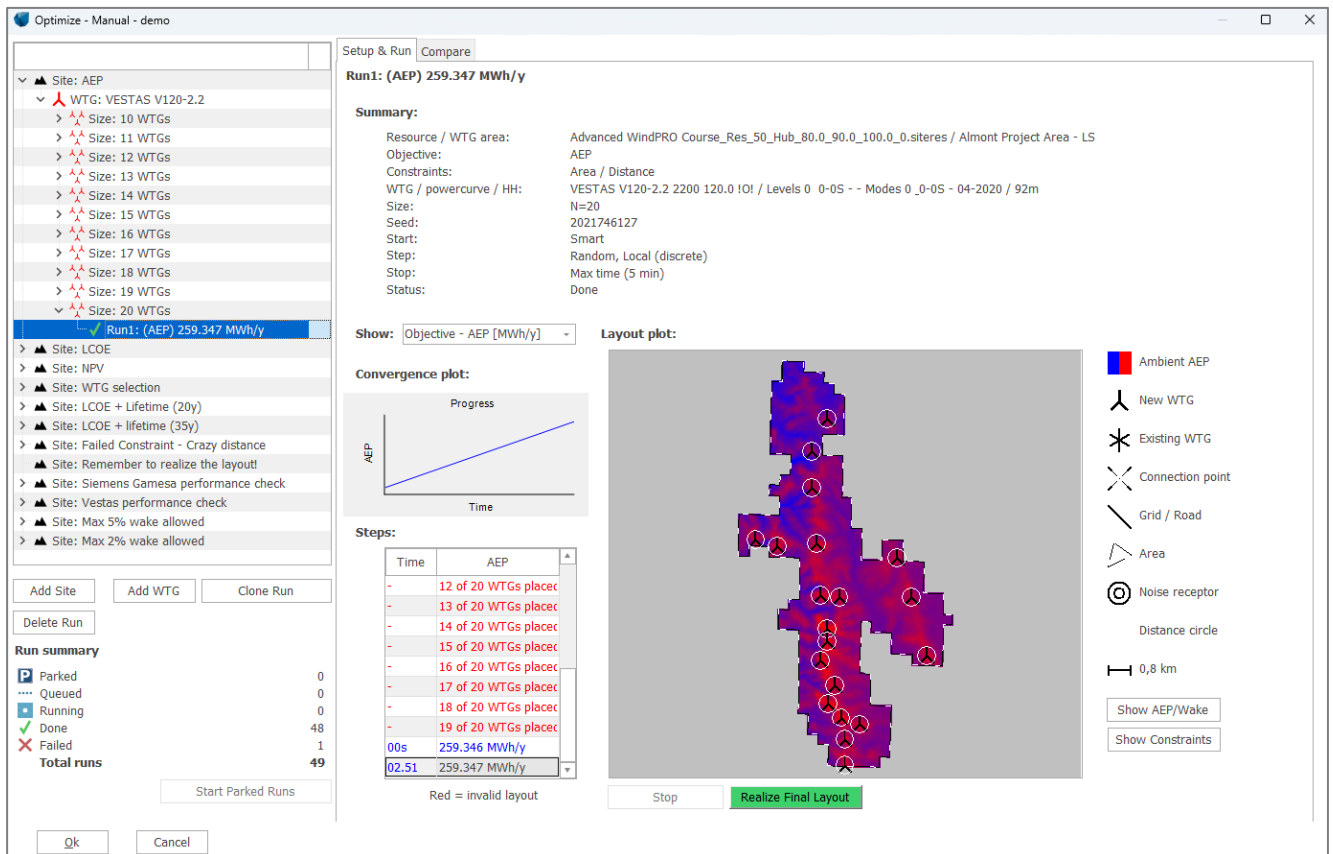 Optimize - Manual - demo
Site: AEP
WTG: VESTAS V120-2.2
Size: 10 WTGs
Size: 11 WTGs
Size: 12 WTGs
Size: 13 WTGs
Size: 14 WTGs
Size: 15 WTGs
Size: 16 WTGs
Size: 17 WTGs
Size: 18 WTGs
Size: 19 WTGs
Size: 20 WTGs
Run1: (AEP) 259.347 MWh/y
Site: LCOE
Site: NPV
Site: WTG selection
Site: LCOE + Lifetime (20y)
Site: LCOE + lifetime (35y)
Site: Failed Constraint - Crazy distance
Site: Remember to realize the layout!
Site: Siemens Gamesa performance check
Site: Vestas performance check
Site: Max 5% wake allowed
Site: Max 2% wake allowed
Add Site Add WTG Clone Run
Delete Run
Run summary
P Parked 0
Queued 0
Running 0
Done 48
Failed 1
Total runs 49
Start Parked Runs
Ok Cancel
Setup & Run Compare
Run1: (AEP) 259.347 MWh/y
Summary:
Resource / WTG area: Advanced WindPRO Course_Res_50_Hub_80.0_90.0_100.0_0.siteres / Almont Project Area - LS
Objective: AEP
Constraints: Area / Distance
WTG / powercurve / HH: VESTAS V120-2.2 2200 120.0 !O! / Levels 0 0-0S - - Modes 0 _0-0S - 04-2020 / 92m
Size: N=20
Seed: 2021746127
Start: Smart
Step: Random, Local (discrete)
Stop: Max time (5 min)
Status: Done
Show: Objective - AEP [MWh/y]
Convergence plot:
Progress
AEP
Time
Steps:
Time AEP
- 12 of 20 WTGs placed
- 13 of 20 WTGs placed
- 14 of 20 WTGs placed
- 15 of 20 WTGs placed
- 16 of 20 WTGs placed
- 17 of 20 WTGs placed
- 18 of 20 WTGs placed
- 19 of 20 WTGs placed
00s 259.346 MWh/y
02.51 259.347 MWh/y
Red = invalid layout
Layout plot:
Stop Realize Final Layout
Ambient AEP
New WTG
Existing WTG
Connection point
Grid / Road
Area
Noise receptor
Distance circle
0,8 km
Show AEP/Wake
Show Constraints